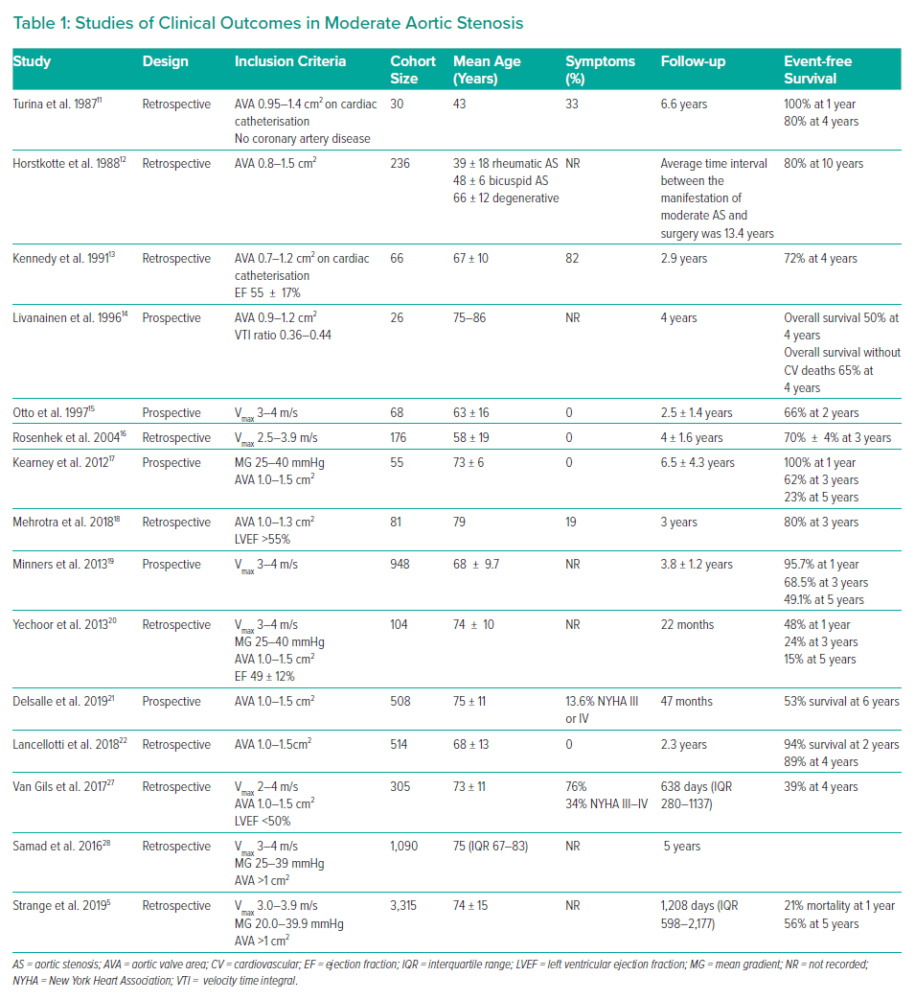 Table 1: Studies of Clinical Outcomes in Moderate Aortic Stenosis
Study Design Inclusion Criteria Cohort Size Mean Age (Years) Symptoms (%) Follow-up Event-free Survival
Turina et al. 1987¹¹ Retrospective AVA 0.95–1.4 cm² on cardiac 30 43 33 6.6 years 100% at 1 year
catheterisation 80% at 4 years
No coronary artery disease
Horstkotte et al. 1988¹² Retrospective AVA 0.8–1.5 cm² 236 39 ± 18 rheumatic AS NR Average time interval 80% at 10 years
48 ± 6 bicuspid AS between the
66 ± 12 degenerative manifestation of
moderate AS and
surgery was 13.4 years
Kennedy et al. 1991¹³ Retrospective AVA 0.7–1.2 cm² on cardiac 66 67 ± 10 82 2.9 years 72% at 4 years
catheterisation
EF 55 ± 17%
Livanainen et al. 1996¹⁴ Prospective AVA 0.9–1.2 cm² 26 75–86 NR 4 years Overall survival 50% at
VTI ratio 0.36–0.44 4 years
Overall survival without
CV deaths 65% at
4 years
Otto et al. 1997¹⁵ Prospective Vmax 3–4 m/s 68 63 ± 16 0 2.5 ± 1.4 years 66% at 2 years
Rosenhek et al. 2004¹⁶ Retrospective Vmax 2.5–3.9 m/s 176 58 ± 19 0 4 ± 1.6 years 70% ± 4% at 3 years
Kearney et al. 2012¹⁷ Prospective MG 25–40 mmHg 55 73 ± 6 0 6.5 ± 4.3 years 100% at 1 year
AVA 1.0–1.5 cm² 62% at 3 years
23% at 5 years
Mehrotra et al. 2018¹⁸ Retrospective AVA 1.0–1.3 cm² 81 79 19 3 years 80% at 3 years
LVEF >55%
Minners et al. 2013¹⁹ Prospective Vmax 3–4 m/s 948 68 ± 9.7 NR 3.8 ± 1.2 years 95.7% at 1 year
68.5% at 3 years
49.1% at 5 years
Yechoor et al. 2013²⁰ Retrospective Vmax 3–4 m/s 104 74 ± 10 NR 22 months 48% at 1 year
MG 25–40 mmHg 24% at 3 years
AVA 1.0–1.5 cm² 15% at 5 years
EF 49 ± 12%
Delsalle et al. 2019²¹ Prospective AVA 1.0–1.5 cm² 508 75 ± 11 13.6% NYHA III 47 months 53% survival at 6 years
or IV
Lancellotti et al. 2018²² Retrospective AVA 1.0–1.5cm² 514 68 ± 13 0 2.3 years 94% survival at 2 years
89% at 4 years
Van Gils et al. 2017²⁷ Retrospective Vmax 2–4 m/s 305 73 ± 11 76% 638 days (IQR 39% at 4 years
AVA 1.0–1.5 cm² 34% NYHA III–IV 280–1137)
LVEF <50%
Samad et al. 2016²⁸ Retrospective Vmax 3–4 m/s 1,090 75 (IQR 67–83) NR 5 years
MG 25–39 mmHg
AVA >1 cm²
Strange et al. 2019⁵ Retrospective Vmax 3.0–3.9 m/s 3,315 74 ± 15 NR 1,208 days (IQR 21% mortality at 1 year
MG 20.0–39.9 mmHg 598–2,177) 56% at 5 years
AVA >1 cm²
AS = aortic stenosis; AVA = aortic valve area; CV = cardiovascular; EF = ejection fraction; IQR = interquartile range; LVEF = left ventricular ejection fraction; MG = mean gradient; NR = not recorded;
NYHA = New York Heart Association; VTI = velocity time integral.